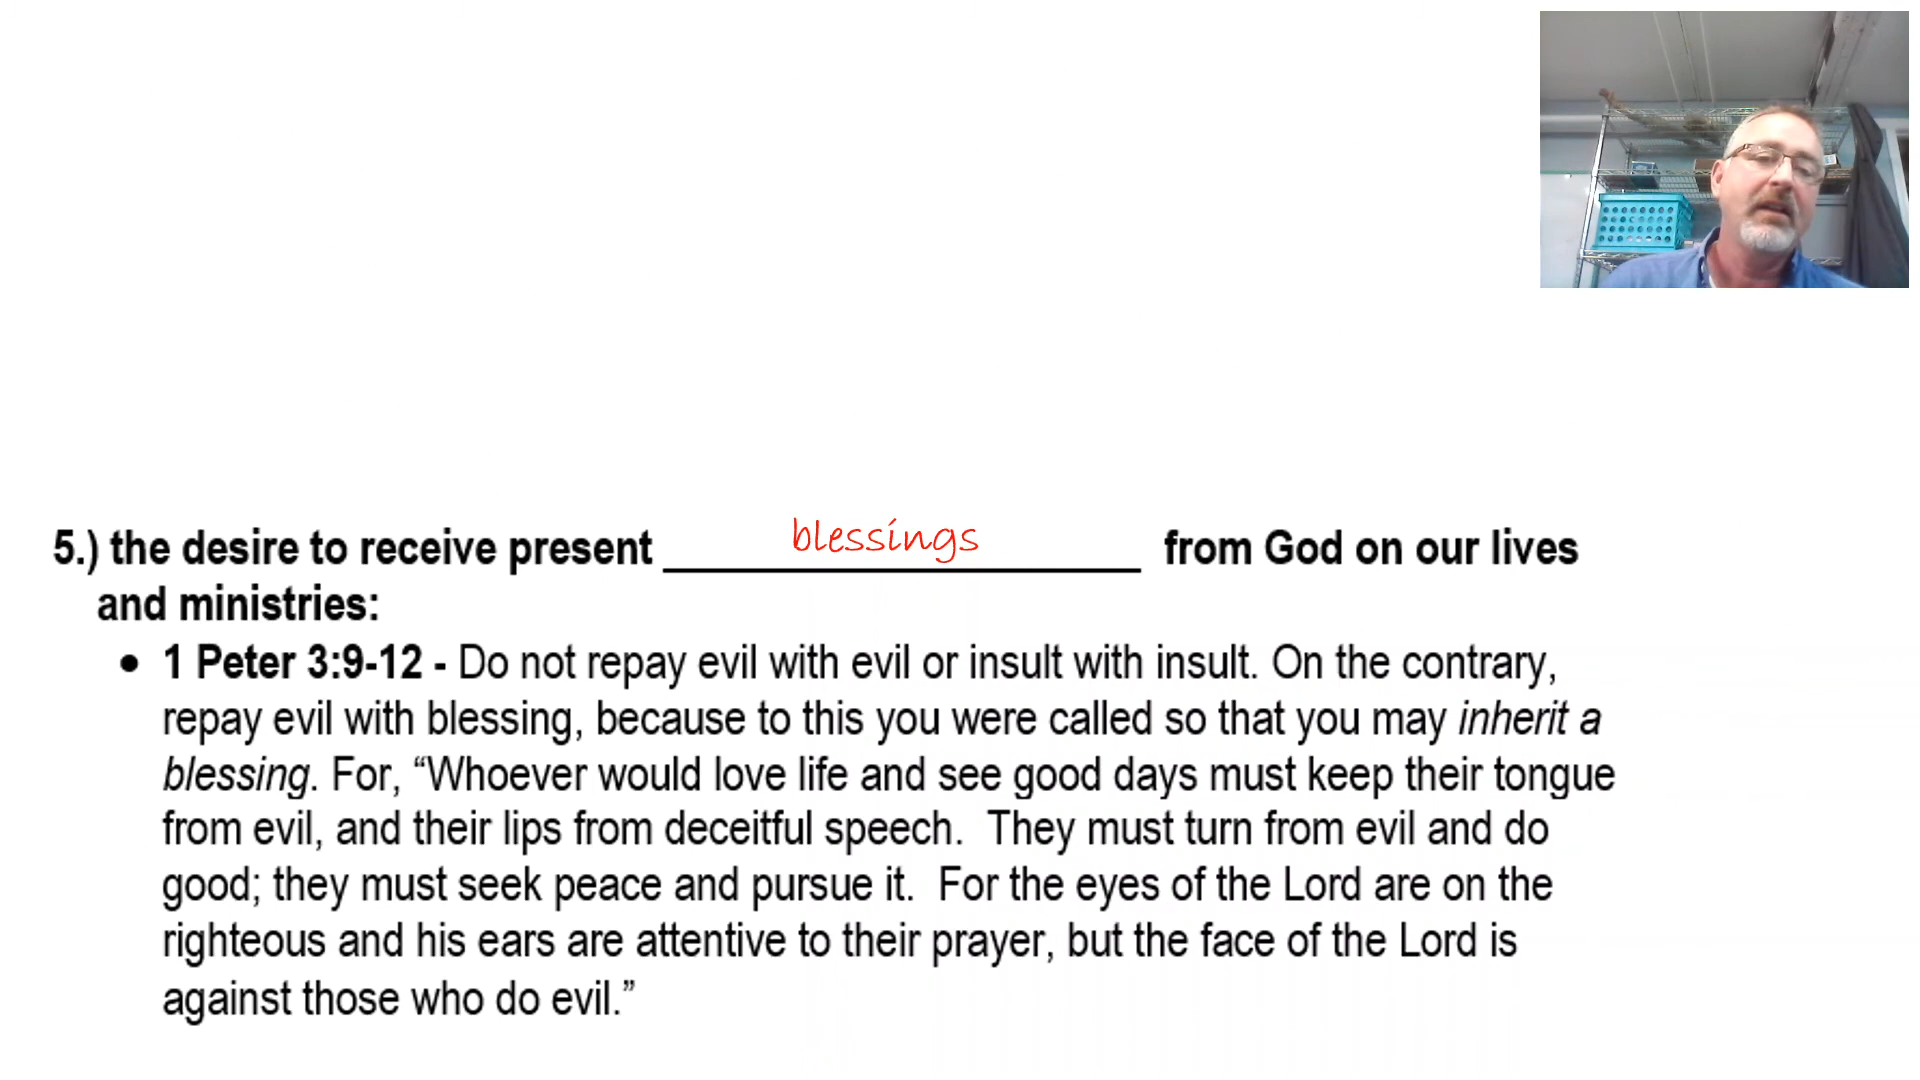 5.) the desire to receive present blessings from God on our lives
and ministries:
• 1 Peter 3:9-12 - Do not repay evil with evil or insult with insult. On the contrary,
repay evil with blessing, because to this you were called so that you may inherit a
blessing. For, “Whoever would love life and see good days must keep their tongue
from evil, and their lips from deceitful speech.  They must turn from evil and do
good; they must seek peace and pursue it.  For the eyes of the Lord are on the
righteous and his ears are attentive to their prayer, but the face of the Lord is
against those who do evil.”